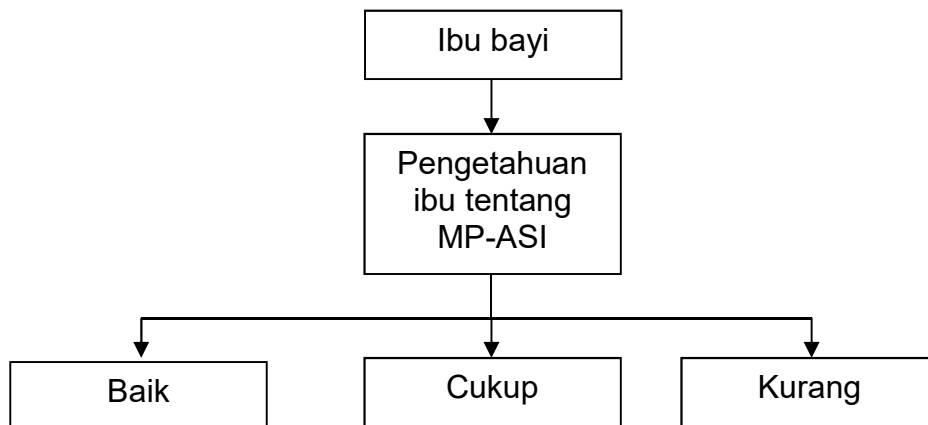 Ibu bayi
Pengetahuan
ibu tentang
MP-ASI
Baik
Cukup
Kurang